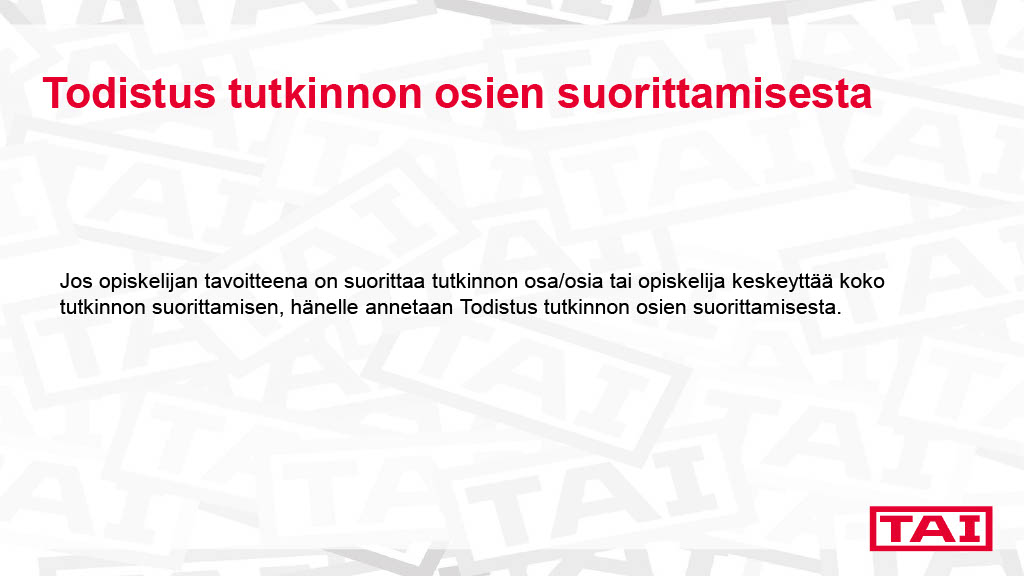 Todistus tutkinnon osien suorittamisesta
Jos opiskelijan tavoitteena on suorittaa tutkinnon osa/osia tai opiskelija keskeyttää koko
tutkinnon suorittamisen, hänelle annetaan Todistus tutkinnon osien suorittamisesta.
TAI